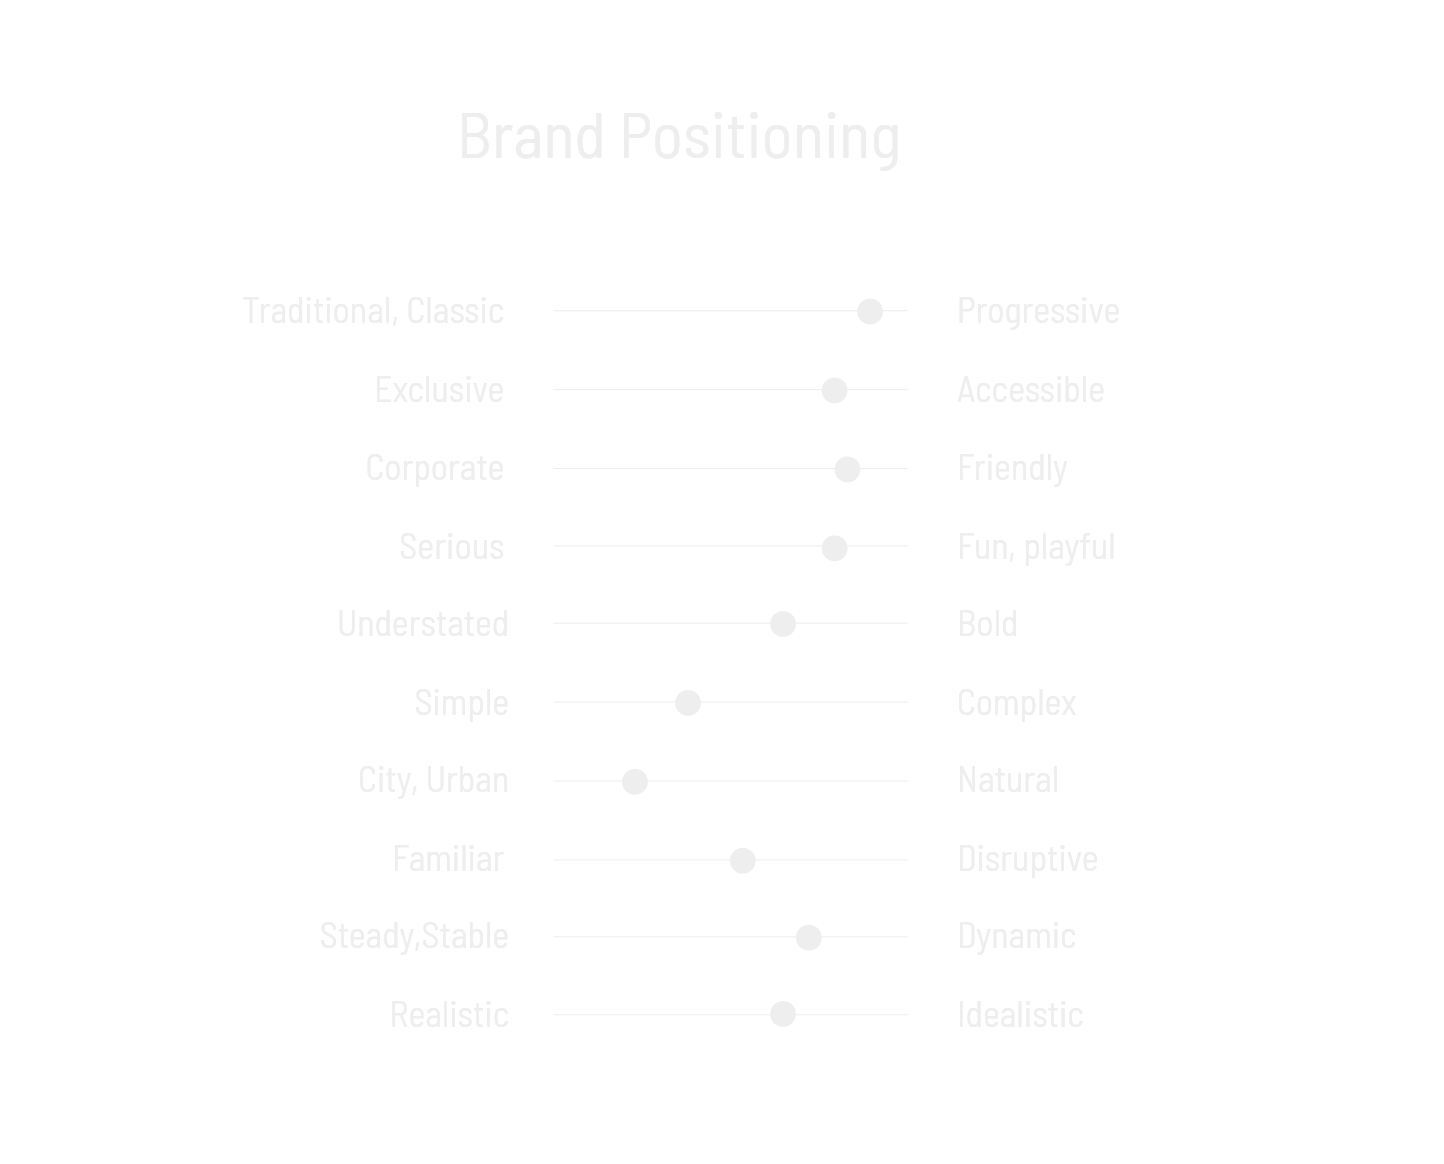 Brand Positioning
Traditional, Classic Progressive
Exclusive Accessible
Corporate Friendly
Serious Fun, playful
Understated Bold
Simple Complex
City, Urban Natural
Familiar Disruptive
Steady,Stable Dynamic
Realistic Idealistic